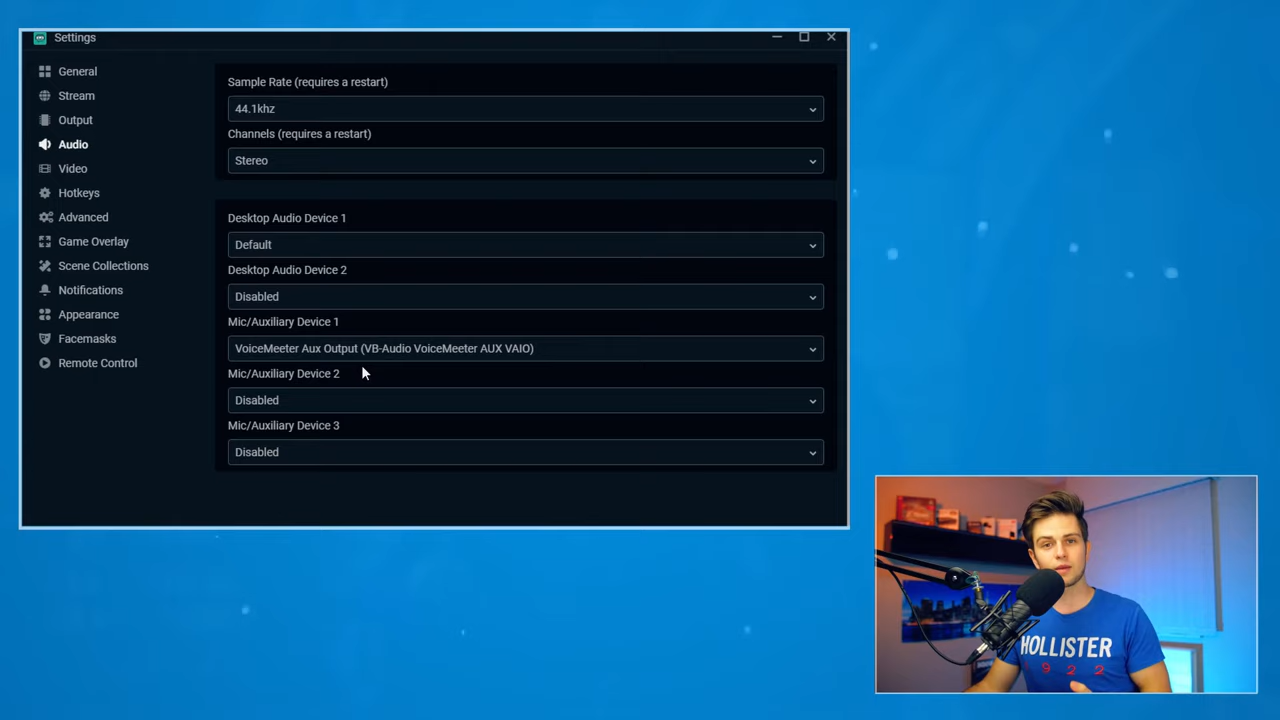 Settings
General
Stream
Output
Audio
Video
Hotkeys
Advanced
Game Overlay
Scene Collections
Notifications
Appearance
Facemasks
Remote Control
Sample Rate (requires a restart)
44.1khz
Channels (requires a restart)
Stereo
Desktop Audio Device 1
Default
Desktop Audio Device 2
Disabled
Mic/Auxiliary Device 1
VoiceMeeter Aux Output (VB-Audio VoiceMeeter AUX VAIO)
Mic/Auxiliary Device 2
Disabled
Mic/Auxiliary Device 3
Disabled
HOLLISTER
1922